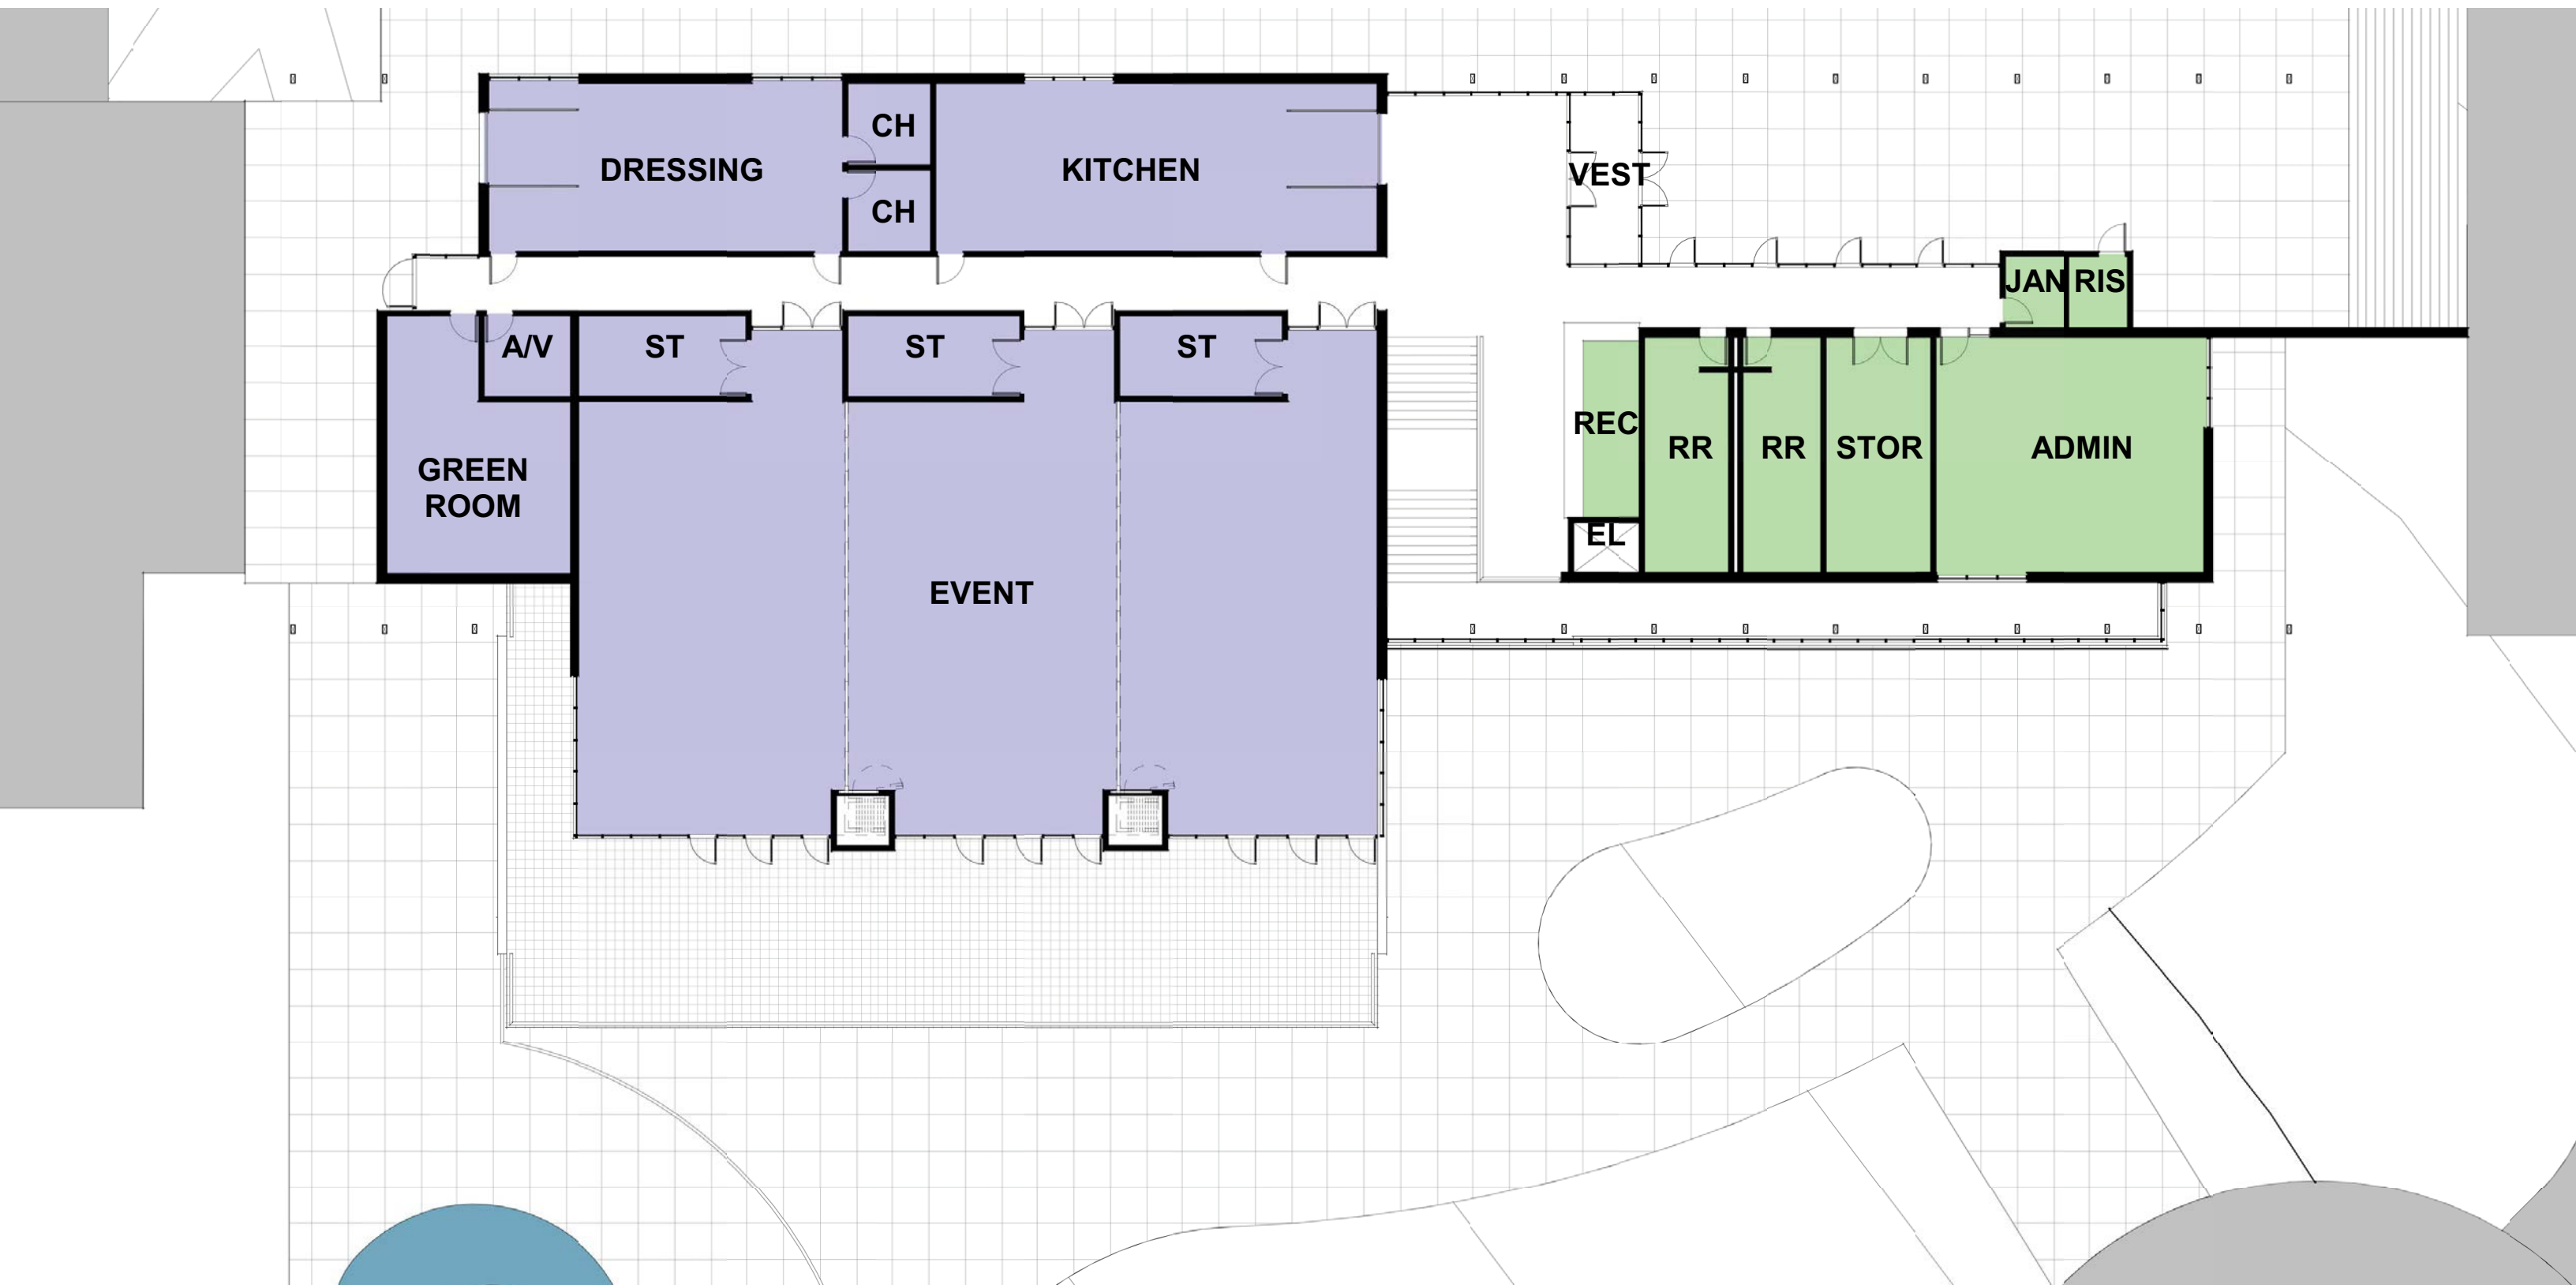 CH
DRESSING
KITCHEN
VEST
CH
JAN
RIS
A/V
ST
ST
ST
REC
RR
RR
STOR
ADMIN
GREEN
ROOM
EL
EVENT